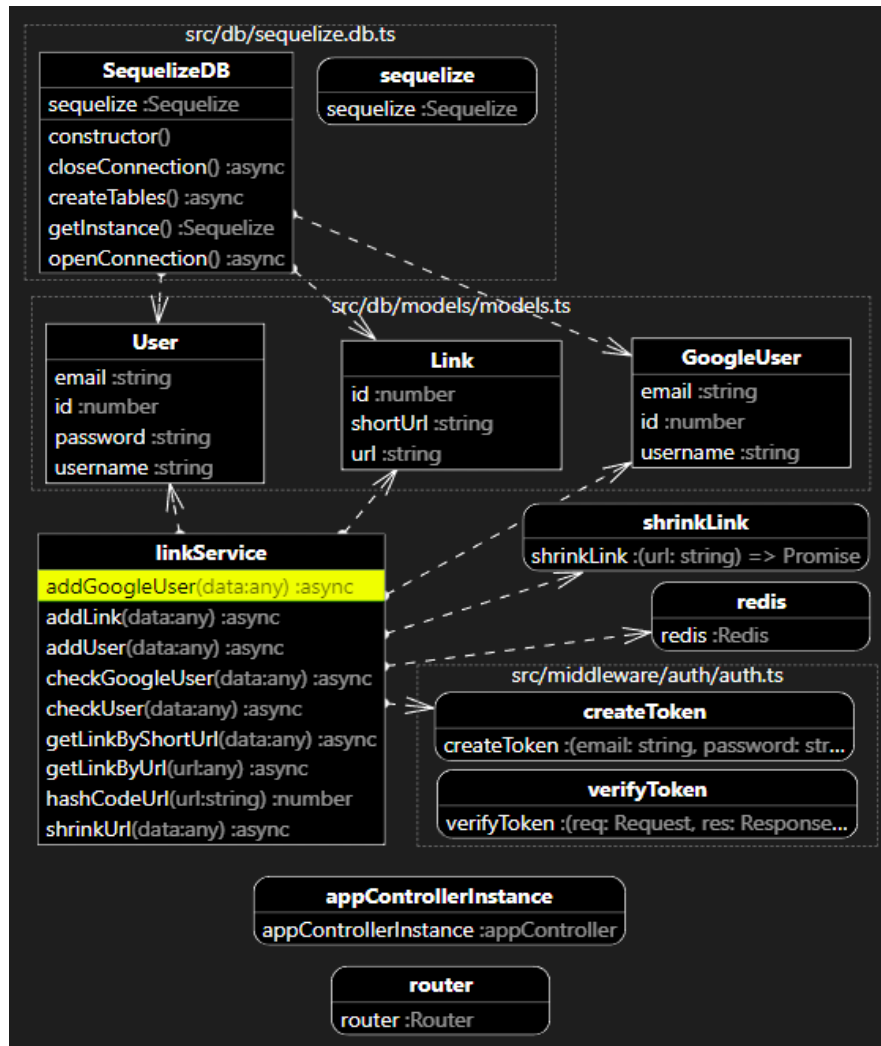 src/db/sequelize.db.ts
SequelizeDB
sequelize :Sequelize
constructor()
closeConnection() :async
createTables() :async
getInstance() :Sequelize
openConnection() :async
sequelize
sequelize :Sequelize
src/db/models/models.ts
User
email :string
id :number
password :string
username :string
Link
id :number
shortUrl :string
url :string
GoogleUser
email :string
id :number
username :string
linkService
addGoogleUser(data:any) :async
addLink(data:any) :async
addUser(data:any) :async
checkGoogleUser(data:any) :async
checkUser(data:any) :async
getLinkByShortUrl(data:any) :async
getLinkByUrl(url:any) :async
hashCodeUrl(url:string) :number
shrinkUrl(data:any) :async
shrinkLink
shrinkLink :(url: string) => Promise
redis
redis :Redis
src/middleware/auth/auth.ts
createToken
createToken :(email: string, password: str...
verifyToken
verifyToken :(req: Request, res: Response...
appControllerInstance
appControllerInstance :appController
router
router :Router